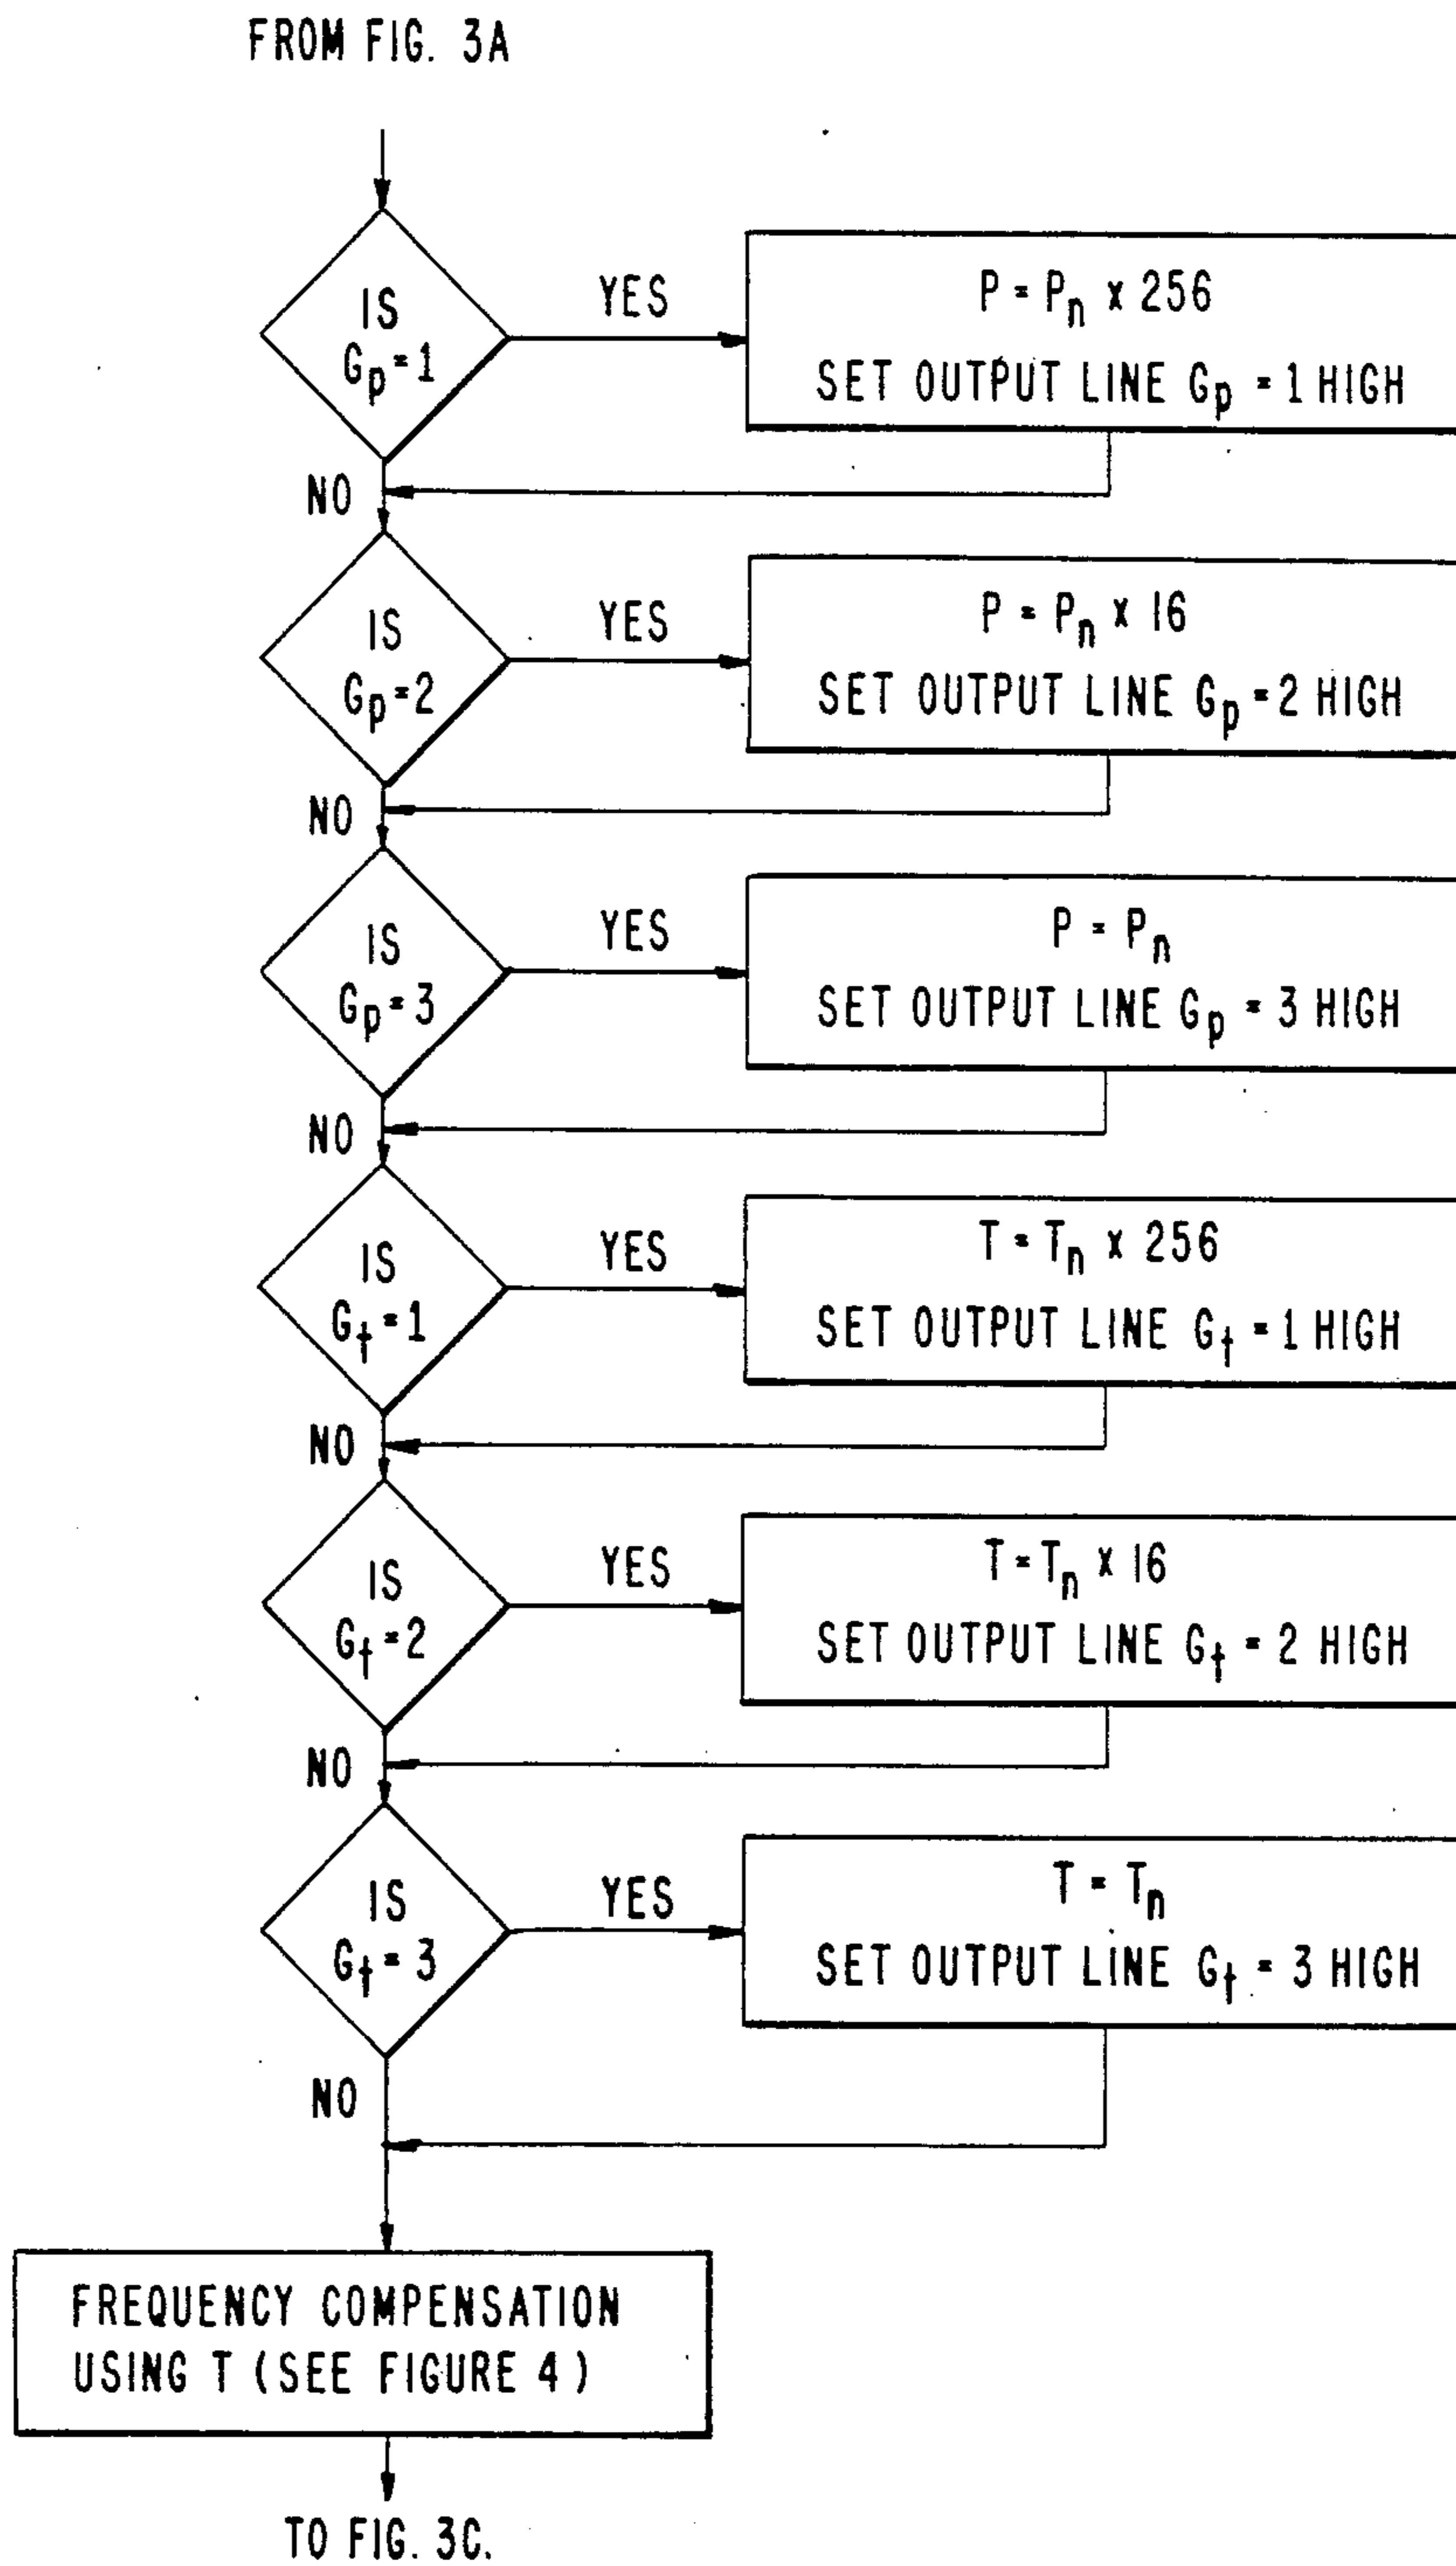 FROM FIG. 3A
IS
Gp=1
YES
P = Pn x 256
SET OUTPUT LINE Gp = 1 HIGH
NO
IS
Gp=2
YES
P = Pn x 16
SET OUTPUT LINE Gp = 2 HIGH
NO
IS
Gp=3
YES
P = Pn
SET OUTPUT LINE Gp = 3 HIGH
NO
IS
Gt=1
YES
T = Tn x 256
SET OUTPUT LINE Gt = 1 HIGH
NO
IS
Gt=2
YES
T = Tn x 16
SET OUTPUT LINE Gt = 2 HIGH
NO
IS
Gt=3
YES
T = Tn
SET OUTPUT LINE Gt = 3 HIGH
NO
FREQUENCY COMPENSATION
USING T (SEE FIGURE 4)
TO FIG. 3C.